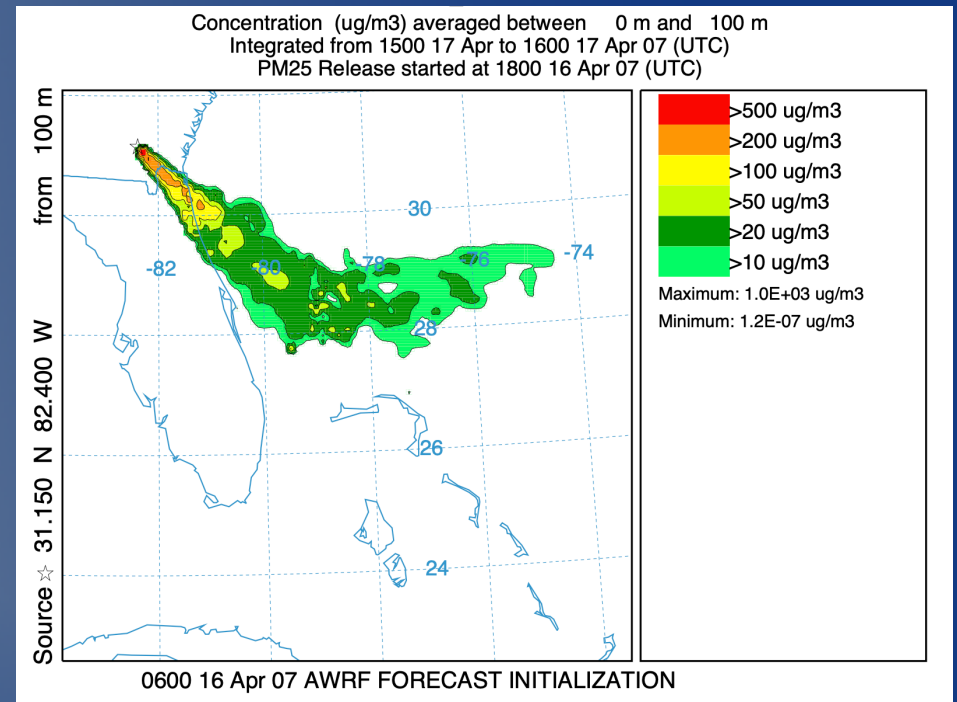 Concentration (ug/m3) averaged between 0 m and 100 m
Integrated from 1500 17 Apr to 1600 17 Apr 07 (UTC)
PM25 Release started at 1800 16 Apr 07 (UTC)
Source ☆ 31.150 N 82.400 W from 100 m
30
-82
-80
-78
-76
-74
28
26
24
>500 ug/m3
>200 ug/m3
>100 ug/m3
>50 ug/m3
>20 ug/m3
>10 ug/m3
Maximum: 1.0E+03 ug/m3
Minimum: 1.2E-07 ug/m3
0600 16 Apr 07 AWRF FORECAST INITIALIZATION